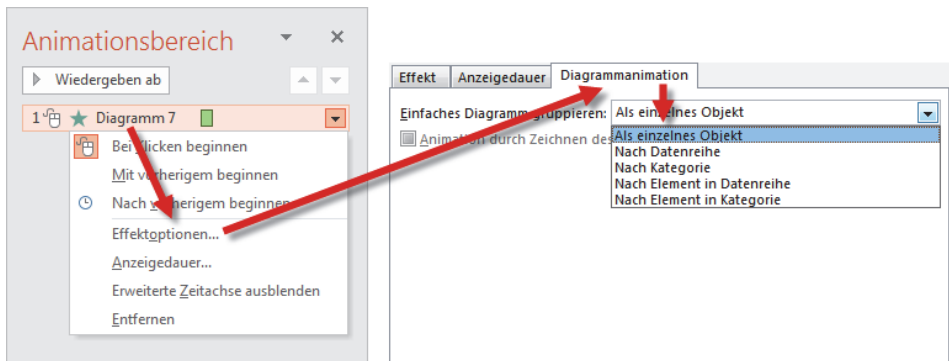 Animationsbereich
Wiedergeben ab
1 Diagramm 7
Bei Klicken beginnen
Mit vorherigem beginnen
Nach vorherigem beginnen
Effektoptionen...
Anzeigedauer...
Erweiterte Zeitachse ausblenden
Entfernen
Effekt Anzeigedauer Diagrammanimation
Einfaches Diagramm gruppieren: Als einzelnes Objekt
Animation durch Zeichnen des
Als einzelnes Objekt
Nach Datenreihe
Nach Kategorie
Nach Element in Datenreihe
Nach Element in Kategorie